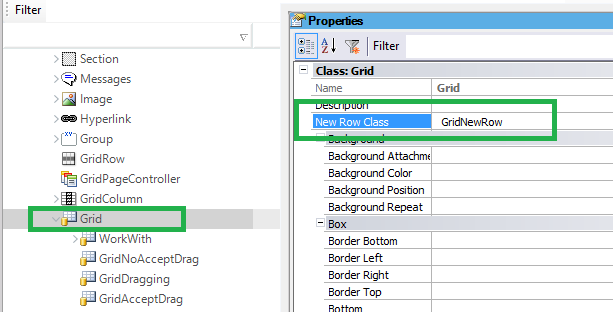 Filter
Section
Messages
Image
Hyperlink
Group
GridRow
GridPageController
GridColumn
Grid
WorkWith
GridNoAcceptDrag
GridDragging
GridAcceptDrag
Properties
Filter
Class: Grid
Name Grid
Description
New Row Class GridNewRow
Background
Background Attachme
Background Color
Background Position
Background Repeat
Box
Border Bottom
Border Left
Border Right
Border Top
Bottom